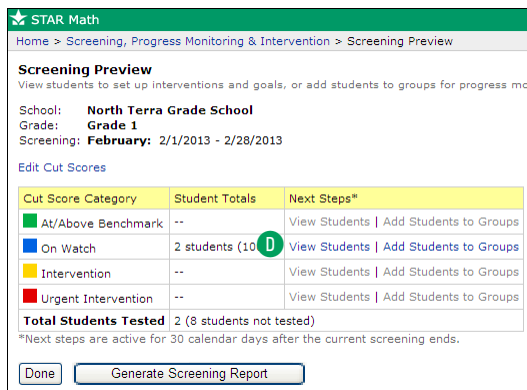 STAR Math
Home > Screening, Progress Monitoring & Intervention > Screening Preview
Screening Preview
View students to set up interventions and goals, or add students to groups for progress
School: North Terra Grade School
Grade: Grade 1
Screening: February: 2/1/2013 - 2/28/2013
Edit Cut Scores
Cut Score Category Student Totals Next Steps*
At/Above Benchmark -- View Students | Add Students to Groups
On Watch 2 students (10 D View Students | Add Students to Groups
Intervention -- View Students | Add Students to Groups
Urgent Intervention -- View Students | Add Students to Groups
Total Students Tested 2 (8 students not tested)
*Next steps are active for 30 calendar days after the current screening ends.
Done Generate Screening Report